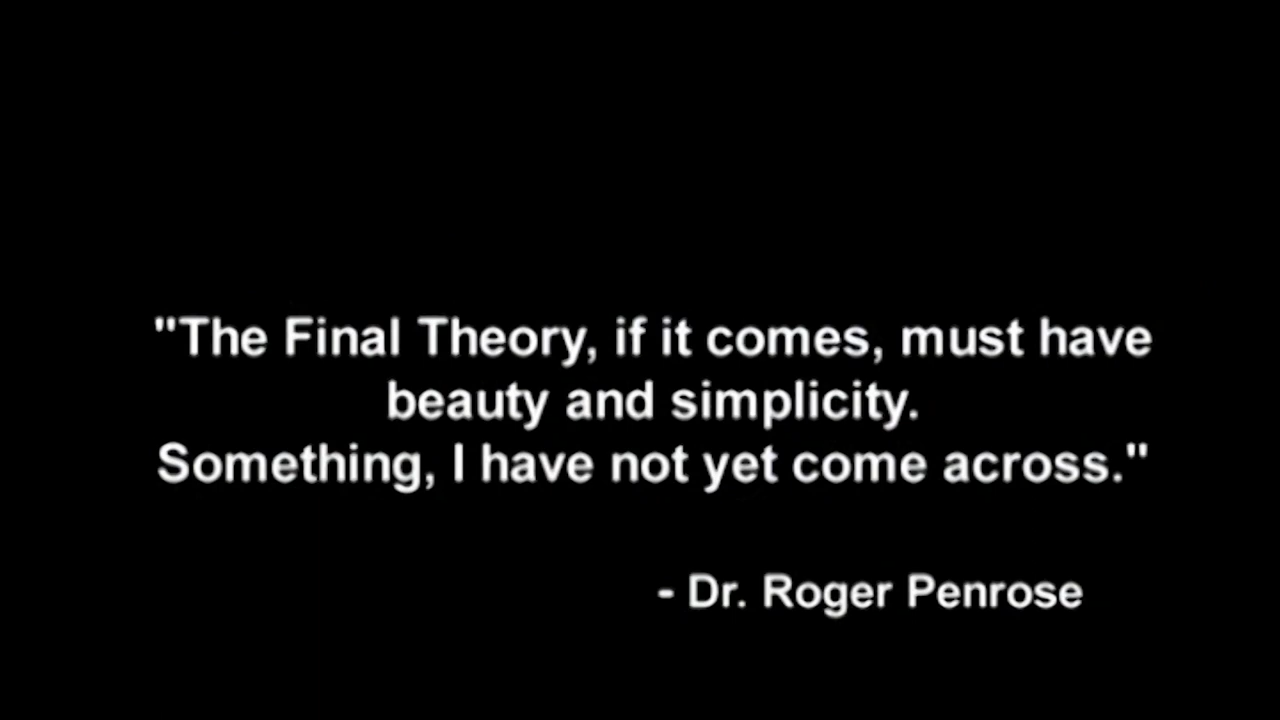 "The Final Theory, if it comes, must have
beauty and simplicity.
Something, I have not yet come across."
- Dr. Roger Penrose